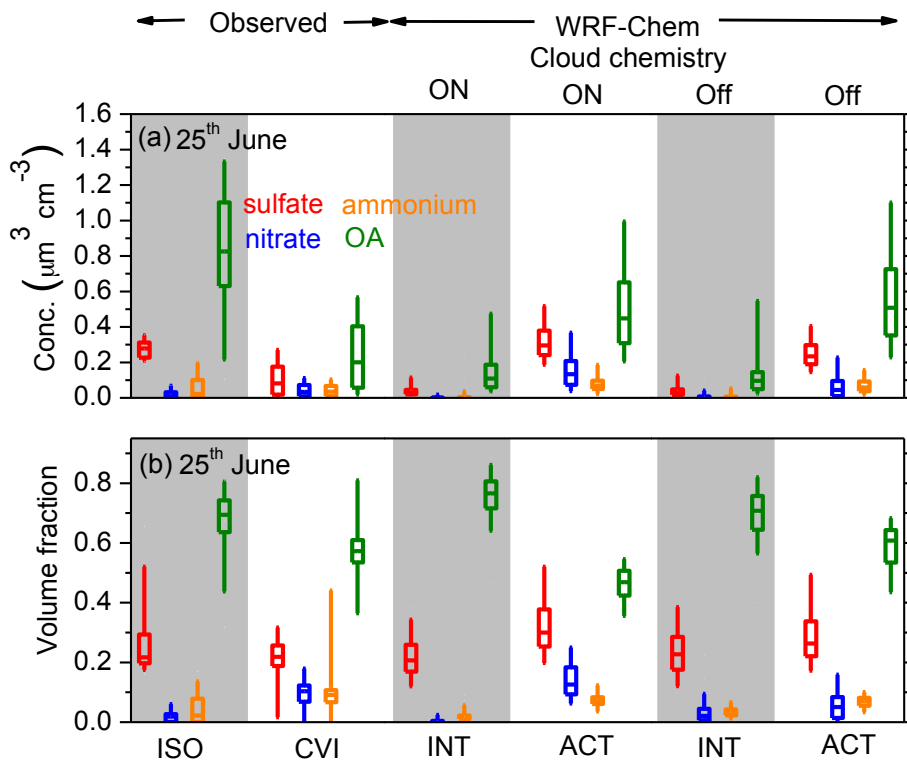 Observed
WRF-Chem
Cloud chemistry
ON ON Off Off
(a) 25th June
sulfate ammonium
nitrate OA
Conc. (μm3 cm-3)
1.6
1.4
1.2
1.0
0.8
0.6
0.4
0.2
0.0
(b) 25th June
Volume fraction
0.8
0.6
0.4
0.2
0.0
ISO CVI INT ACT INT ACT